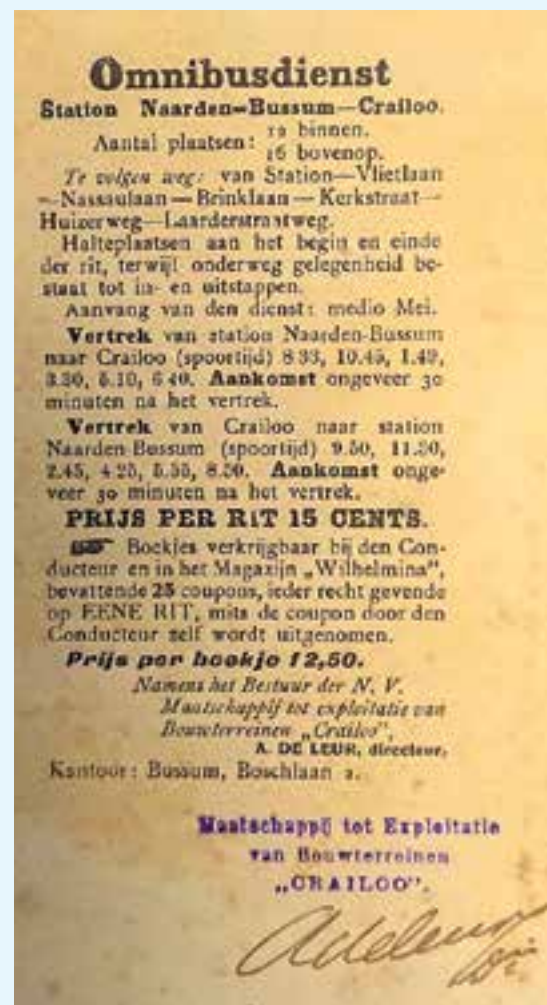 Omnibusdienst
Station Naarden-Bussum—Crailoo.
Aantal plaatsen: 12 binnen.
16 bovenop.
Te volgen weg: van Station—Vlietlaan
—Nassaulaan—Brinklaan—Kerkstraat—
Huizerweg—Laarderstraatweg.
Halteplaatsen aan het begin en einde
der rit, terwijl onderweg gelegenheid be-
staat tot in- en uitstappen.
Aanvang van den dienst: medio Mei.
Vertrek van station Naarden-Bussum
naar Crailoo (spoortijd) 8.33, 10.45, 1.49,
3.30, 5.10, 6.40. Aankomst ongeveer 30
minuten na het vertrek.
Vertrek van Crailoo naar station
Naarden-Bussum (spoortijd) 9.50, 11.30,
2.45, 4.25, 5.55, 8.50. Aankomst onge-
veer 30 minuten na het vertrek.
PRIJS PER RIT 15 CENTS.
Boekjes verkrijgbaar bij den Con-
ducteur en in het Magazijn „Wilhelmina”,
bevattende 25 coupons, ieder recht gevende
op EENE RIT, mits de coupon door den
Conducteur zelf wordt uitgenomen.
Prijs per boekje f 2,50.
Namens het Bestuur der N. V.
Maatschappij tot exploitatie van
Bouwterreinen „Crailoo”,
A. DE LEUR, directeur.
Kantoor: Bussum, Boschlaan 2.
Maatschappij tot Exploitatie
van Bouwterreinen
„CRAILOO”.
Adeleur